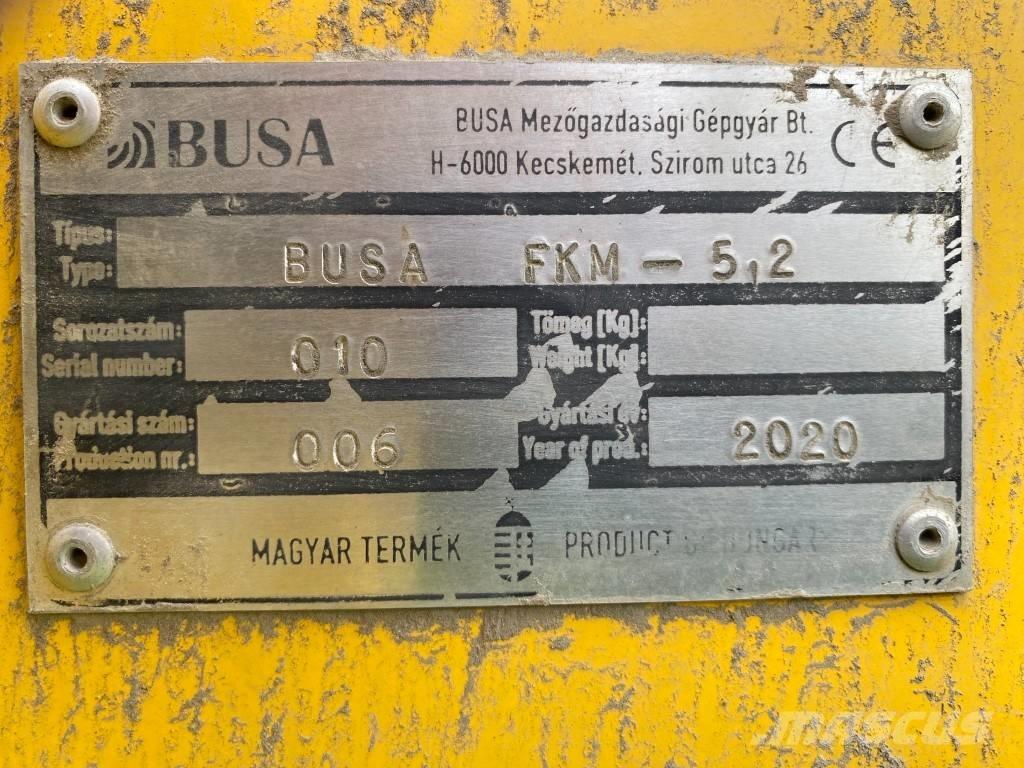 BUSA
BUSA Mezőgazdasági Gépgyár Bt.
H-6000 Kecskemét, Szirom utca 26
CE
Típus:
Type:
BUSA FKM - 5,2
Sorozatszám:
Serial number:
010
Tömeg [Kg]:
Weight [Kg]:
Gyártási szám:
Production nr.:
006
Gyártási év:
Year of prod.:
2020
MAGYAR TERMÉK
PRODUCT
MASCUS